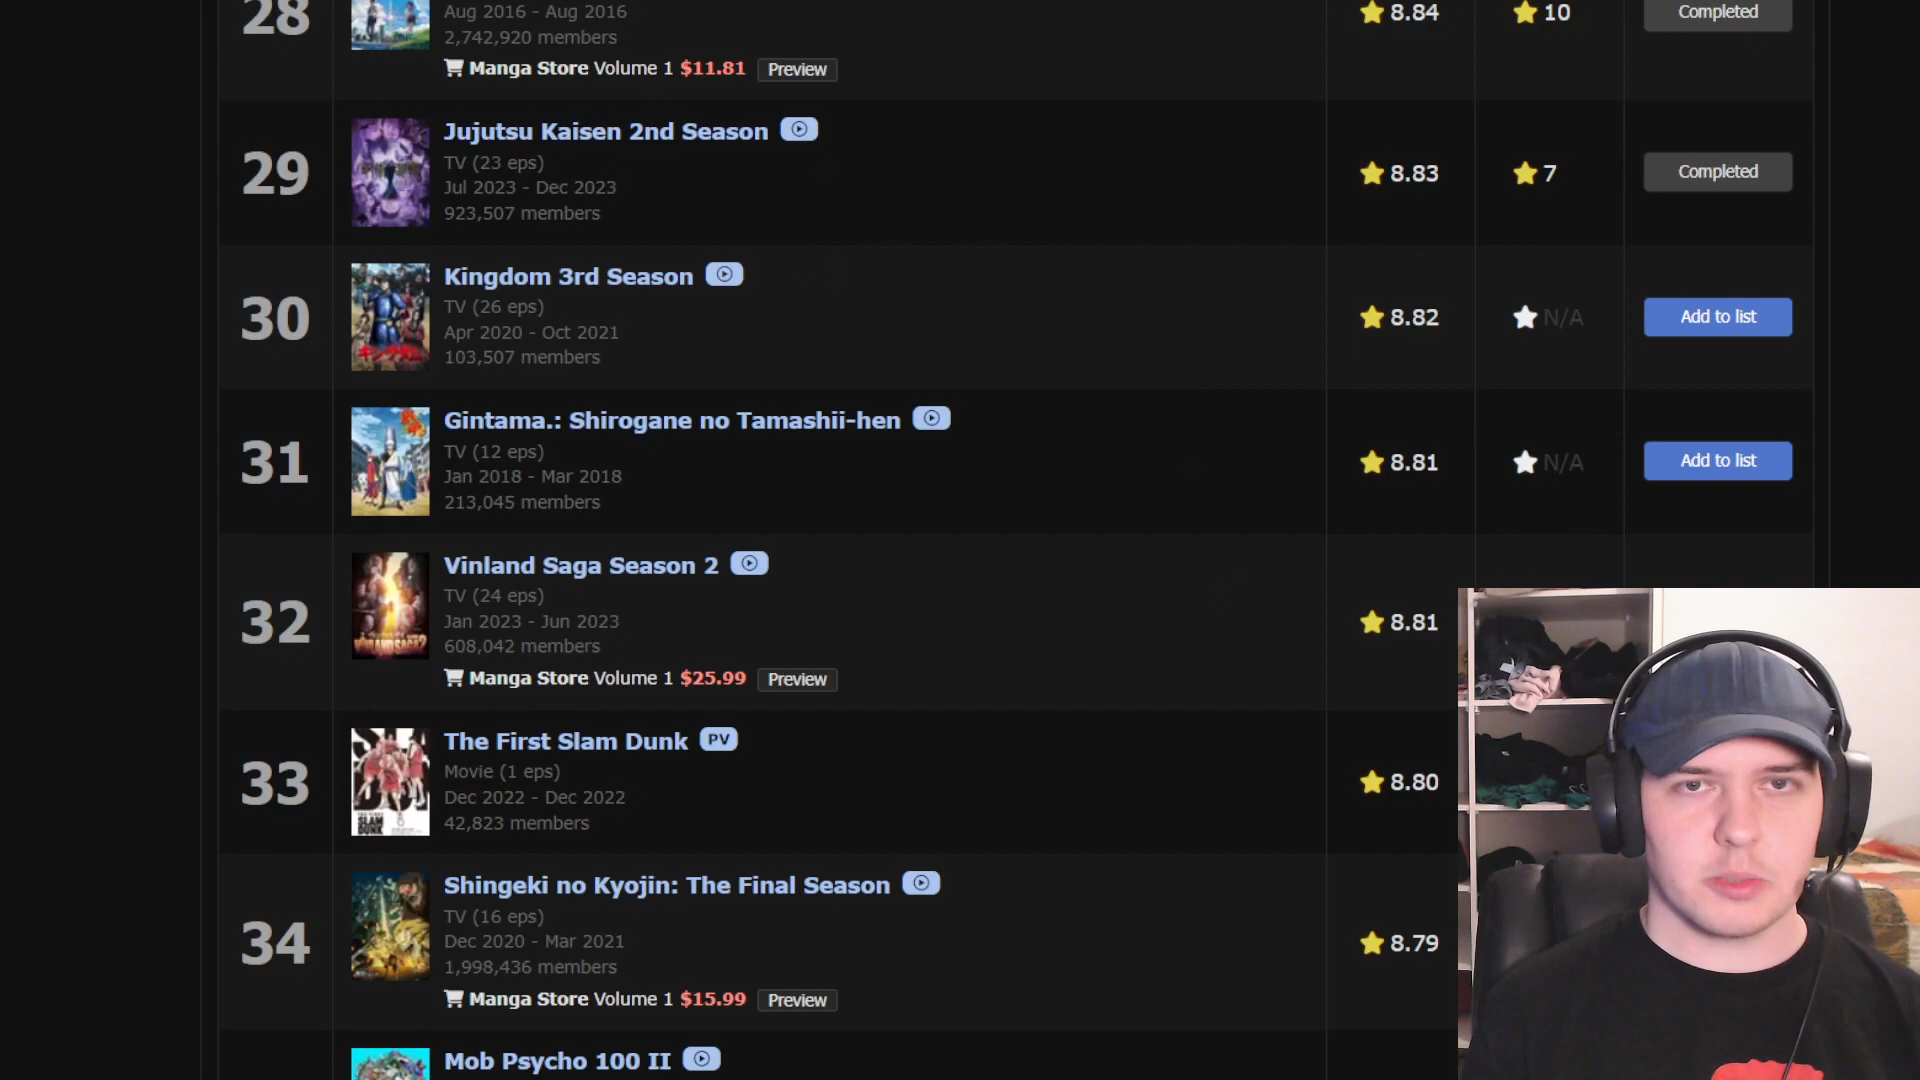 28
Aug 2016 - Aug 2016
2,742,920 members
Manga Store Volume 1 $11.81 Preview
8.84
10
Completed
29
Jujutsu Kaisen 2nd Season
TV (23 eps)
Jul 2023 - Dec 2023
923,507 members
8.83
7
Completed
30
Kingdom 3rd Season
TV (26 eps)
Apr 2020 - Oct 2021
103,507 members
8.82
N/A
Add to list
31
Gintama.: Shirogane no Tamashii-hen
TV (12 eps)
Jan 2018 - Mar 2018
213,045 members
8.81
N/A
Add to list
32
Vinland Saga Season 2
TV (24 eps)
Jan 2023 - Jun 2023
608,042 members
Manga Store Volume 1 $25.99 Preview
8.81
VINLAND SAGA 2
33
The First Slam Dunk PV
Movie (1 eps)
Dec 2022 - Dec 2022
42,823 members
8.80
SLAM
DUNK
34
Shingeki no Kyojin: The Final Season
TV (16 eps)
Dec 2020 - Mar 2021
1,998,436 members
Manga Store Volume 1 $15.99 Preview
8.79
Mob Psycho 100 II